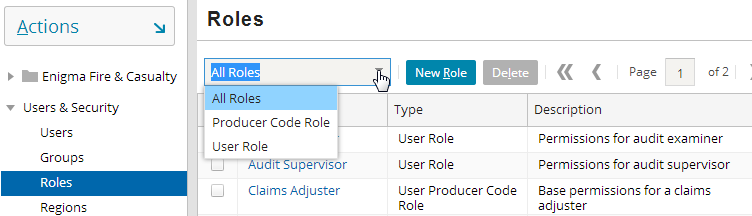 Actions
Enigma Fire & Casualty
Users & Security
Users
Groups
Roles
Regions
Roles
All Roles
New Role
Delete
Page 1 of 2
All Roles
Producer Code Role
User Role
Type
Description
User Role
Permissions for audit examiner
Audit Supervisor
User Role
Permissions for audit supervisor
Claims Adjuster
User Producer Code
Role
Base permissions for a claims
adjuster